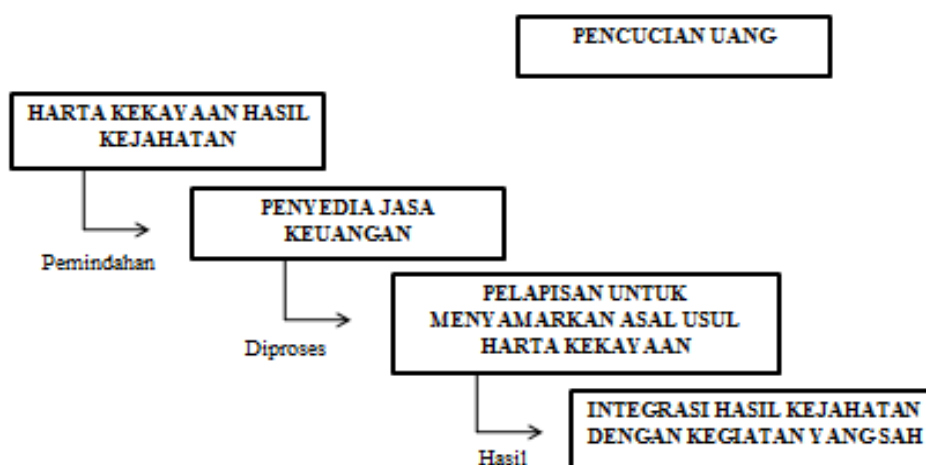 PENCUCIAN UANG
HARTA KEKAYAAN HASIL
KEJAHATAN
Pemindahan
PENYEDIA JASA
KEUANGAN
Diproses
PELAPISAN UNTUK
MENYAMARKAN ASAL USUL
HARTA KEKAYAAN
Hasil
INTEGRASI HASIL KEJAHATAN
DENGAN KEGIATAN YANG SAH